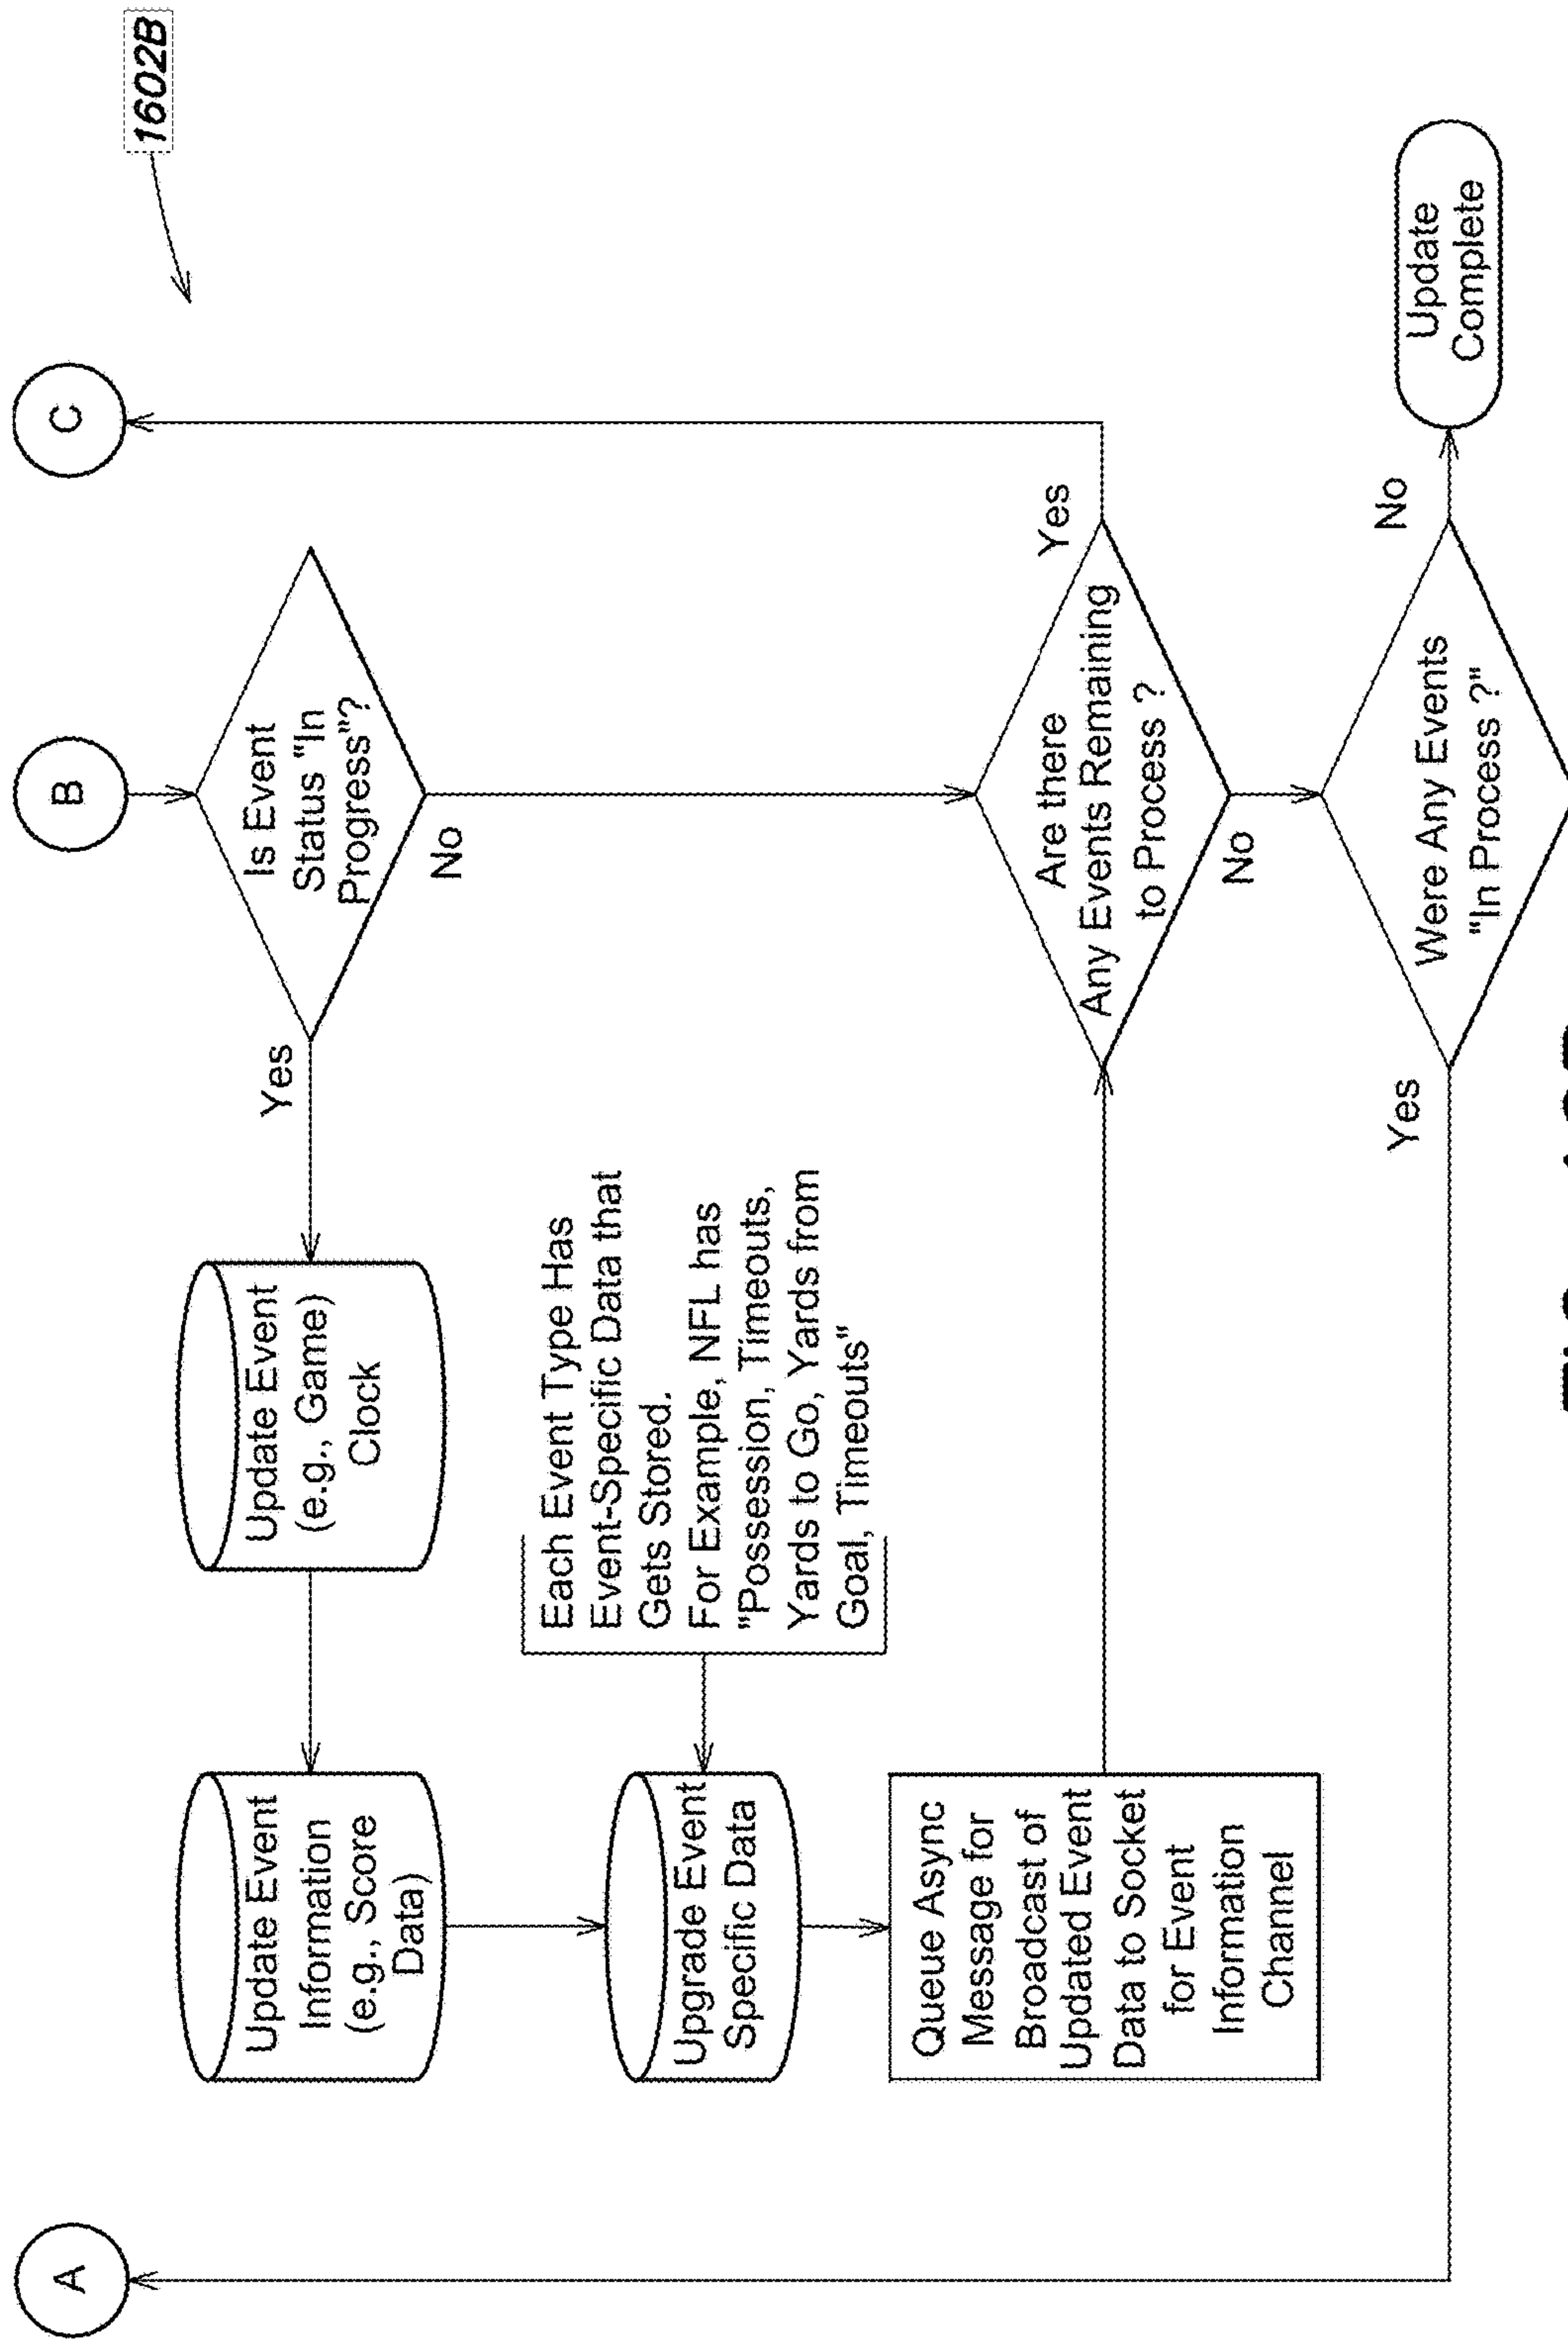 A
B
C
1602B
Update Event
Information
(e.g., Score
Data)
Update Event
(e.g., Game)
Clock
Yes
Is Event
Status "In
Progress"?
No
Each Event Type Has
Event-Specific Data that
Gets Stored.
For Example, NFL has
"Possession, Timeouts,
Yards to Go, Yards from
Goal, Timeouts"
Upgrade Event
Specific Data
Queue Async
Message for
Broadcast of
Updated Event
Data to Socket
for Event
Information
Channel
Are there
Any Events Remaining
to Process ?
Yes
No
Yes
Were Any Events
"In Process ?"
No
Update
Complete